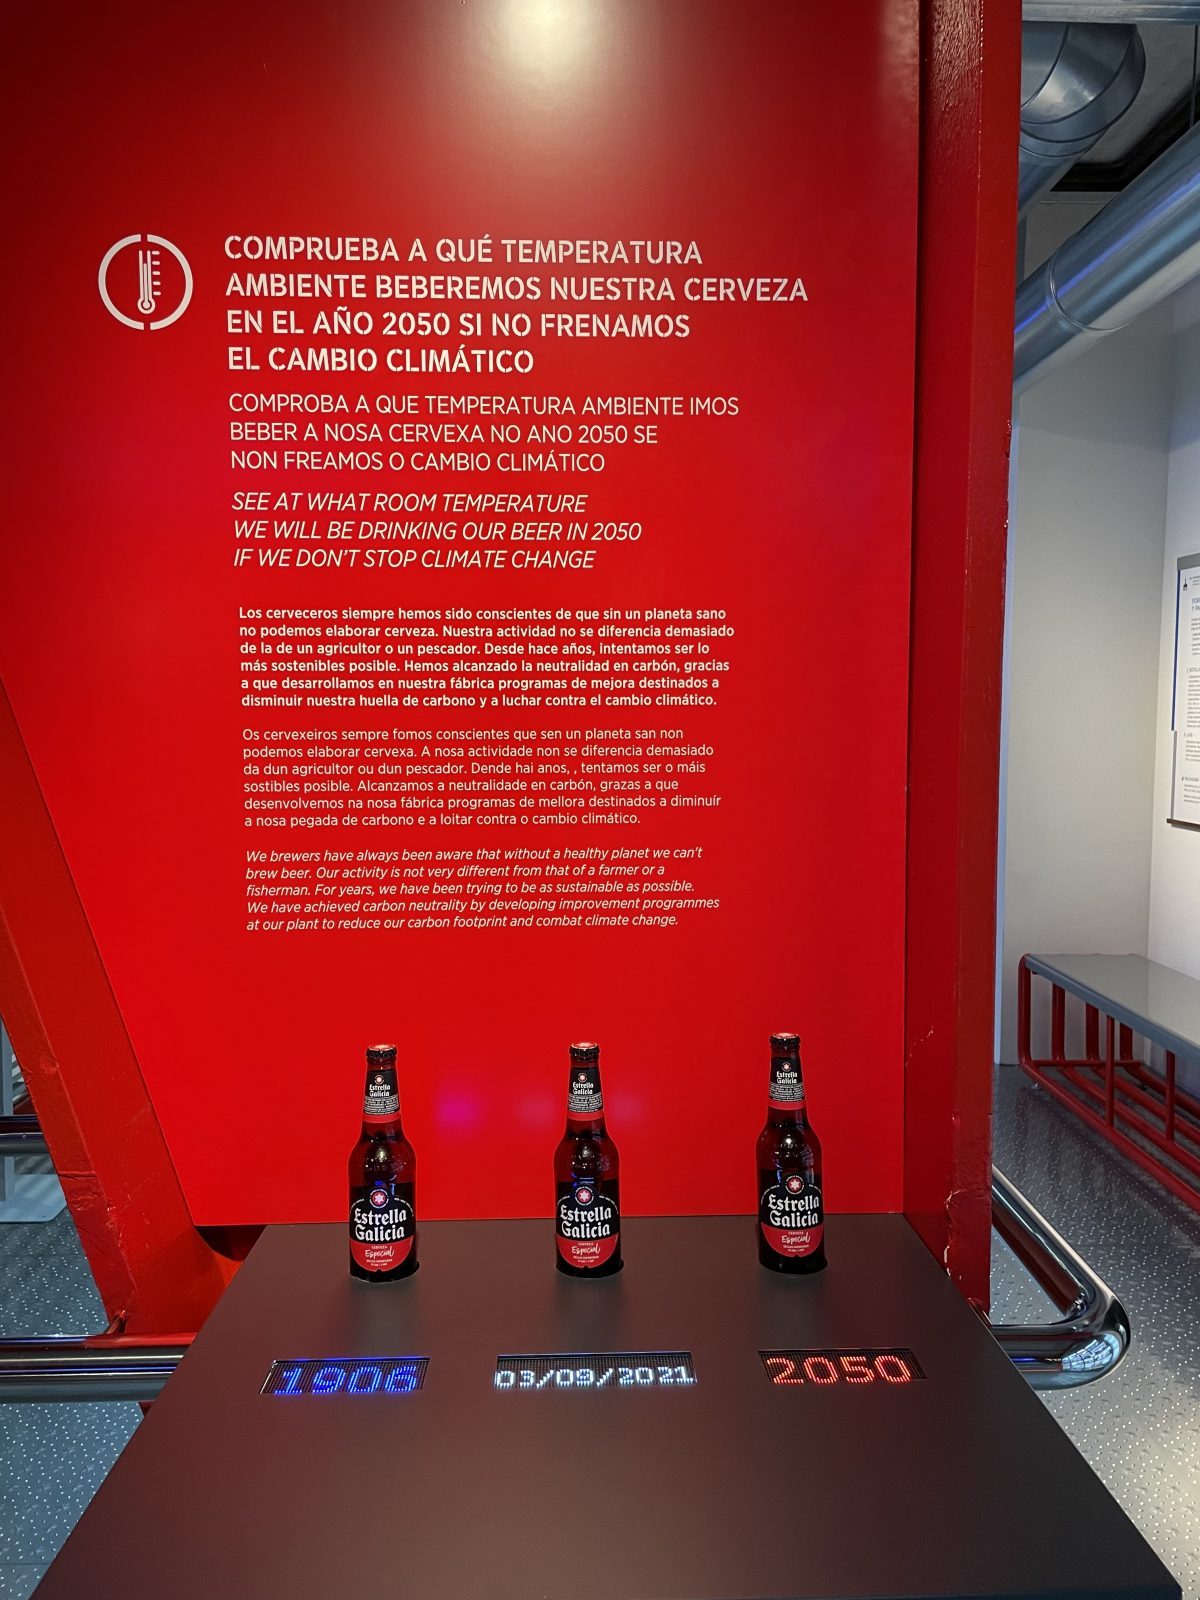 COMPRUEBA A QUÉ TEMPERATURA
AMBIENTE BEBEREMOS NUESTRA CERVEZA
EN EL AÑO 2050 SI NO FRENAMOS
EL CAMBIO CLIMÁTICO
COMPROBA A QUE TEMPERATURA AMBIENTE IMOS
BEBER A NOSA CERVEXA NO ANO 2050 SE
NON FREAMOS O CAMBIO CLIMÁTICO
SEE AT WHAT ROOM TEMPERATURE
WE WILL BE DRINKING OUR BEER IN 2050
IF WE DON'T STOP CLIMATE CHANGE
Los cerveceros siempre hemos sido conscientes de que sin un planeta sano
no podemos elaborar cerveza. Nuestra actividad no se diferencia demasiado
de la de un agricultor o un pescador. Desde hace años, intentamos ser lo
más sostenibles posible. Hemos alcanzado la neutralidad en carbón, gracias
a que desarrollamos en nuestra fábrica programas de mejora destinados a
disminuir nuestra huella de carbono y a luchar contra el cambio climático.
Os cervexeiros sempre fomos conscientes que sen un planeta san non
podemos elaborar cervexa. A nosa actividade non se diferencia demasiado
da dun agricultor ou dun pescador. Dende hai anos, , tentamos ser o máis
sostibles posible. Alcanzamos a neutralidade en carbón, grazas a que
desenvolvemos na nosa fábrica programas de mellora destinados a diminuír
a nosa pegada de carbono e a loitar contra o cambio climático.
We brewers have always been aware that without a healthy planet we can't
brew beer. Our activity is not very different from that of a farmer or a
fisherman. For years, we have been trying to be as sustainable as possible.
We have achieved carbon neutrality by developing improvement programmes
at our plant to reduce our carbon footprint and combat climate change.
Estrella
Galicia
Estrella
Galicia
Estrella
Galicia
Estrella
Galicia
CERVEZA
Especial
Estrella
Galicia
CERVEZA
Especial
Estrella
Galicia
CERVEZA
Especial
1906
03/09/2021
2050